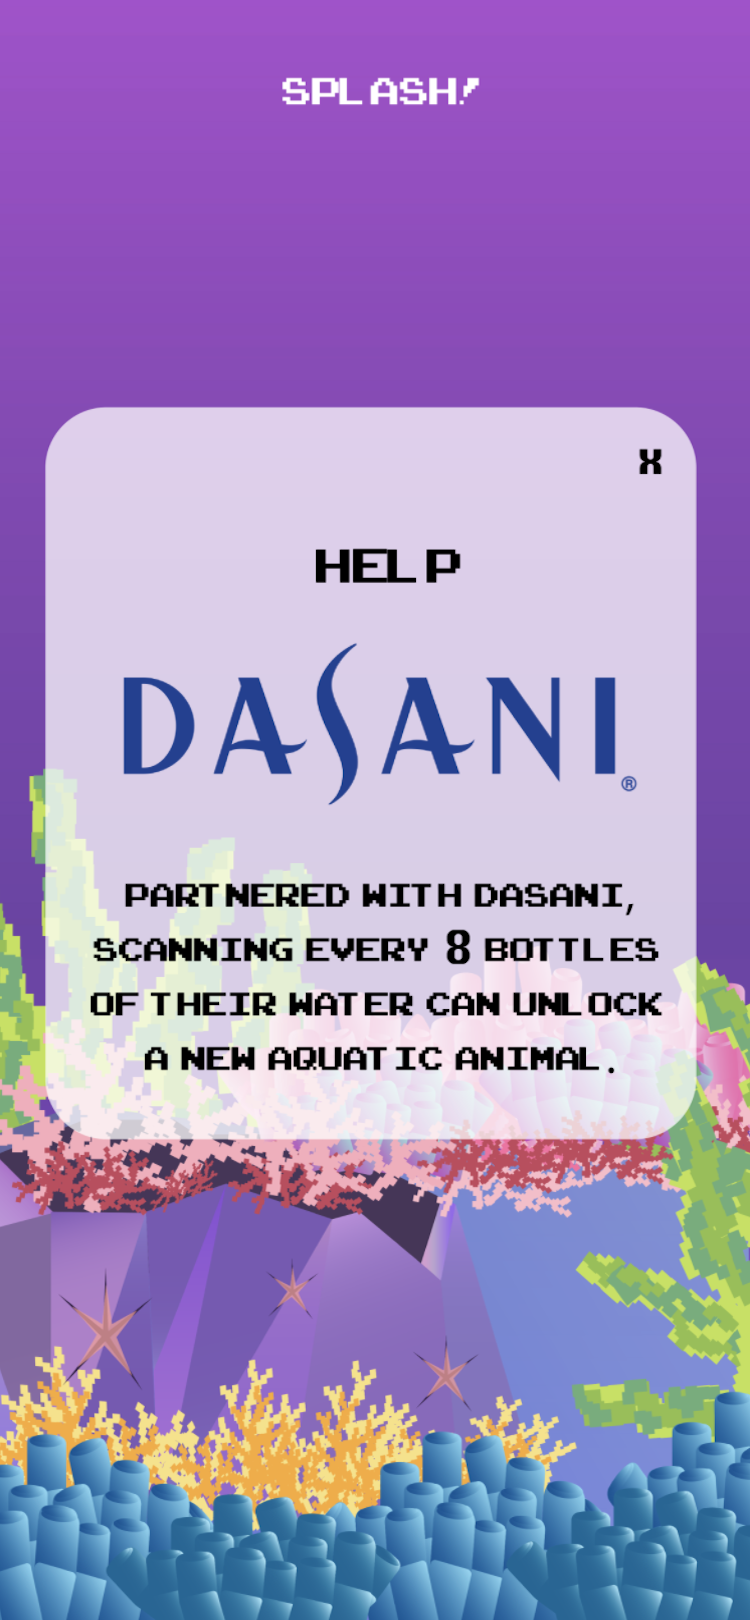 SPLASH!
X
HELP
DASANI®
PARTNERED WITH DASANI,
SCANNING EVERY 8 BOTTLES
OF THEIR WATER CAN UNLOCK
A NEW AQUATIC ANIMAL.